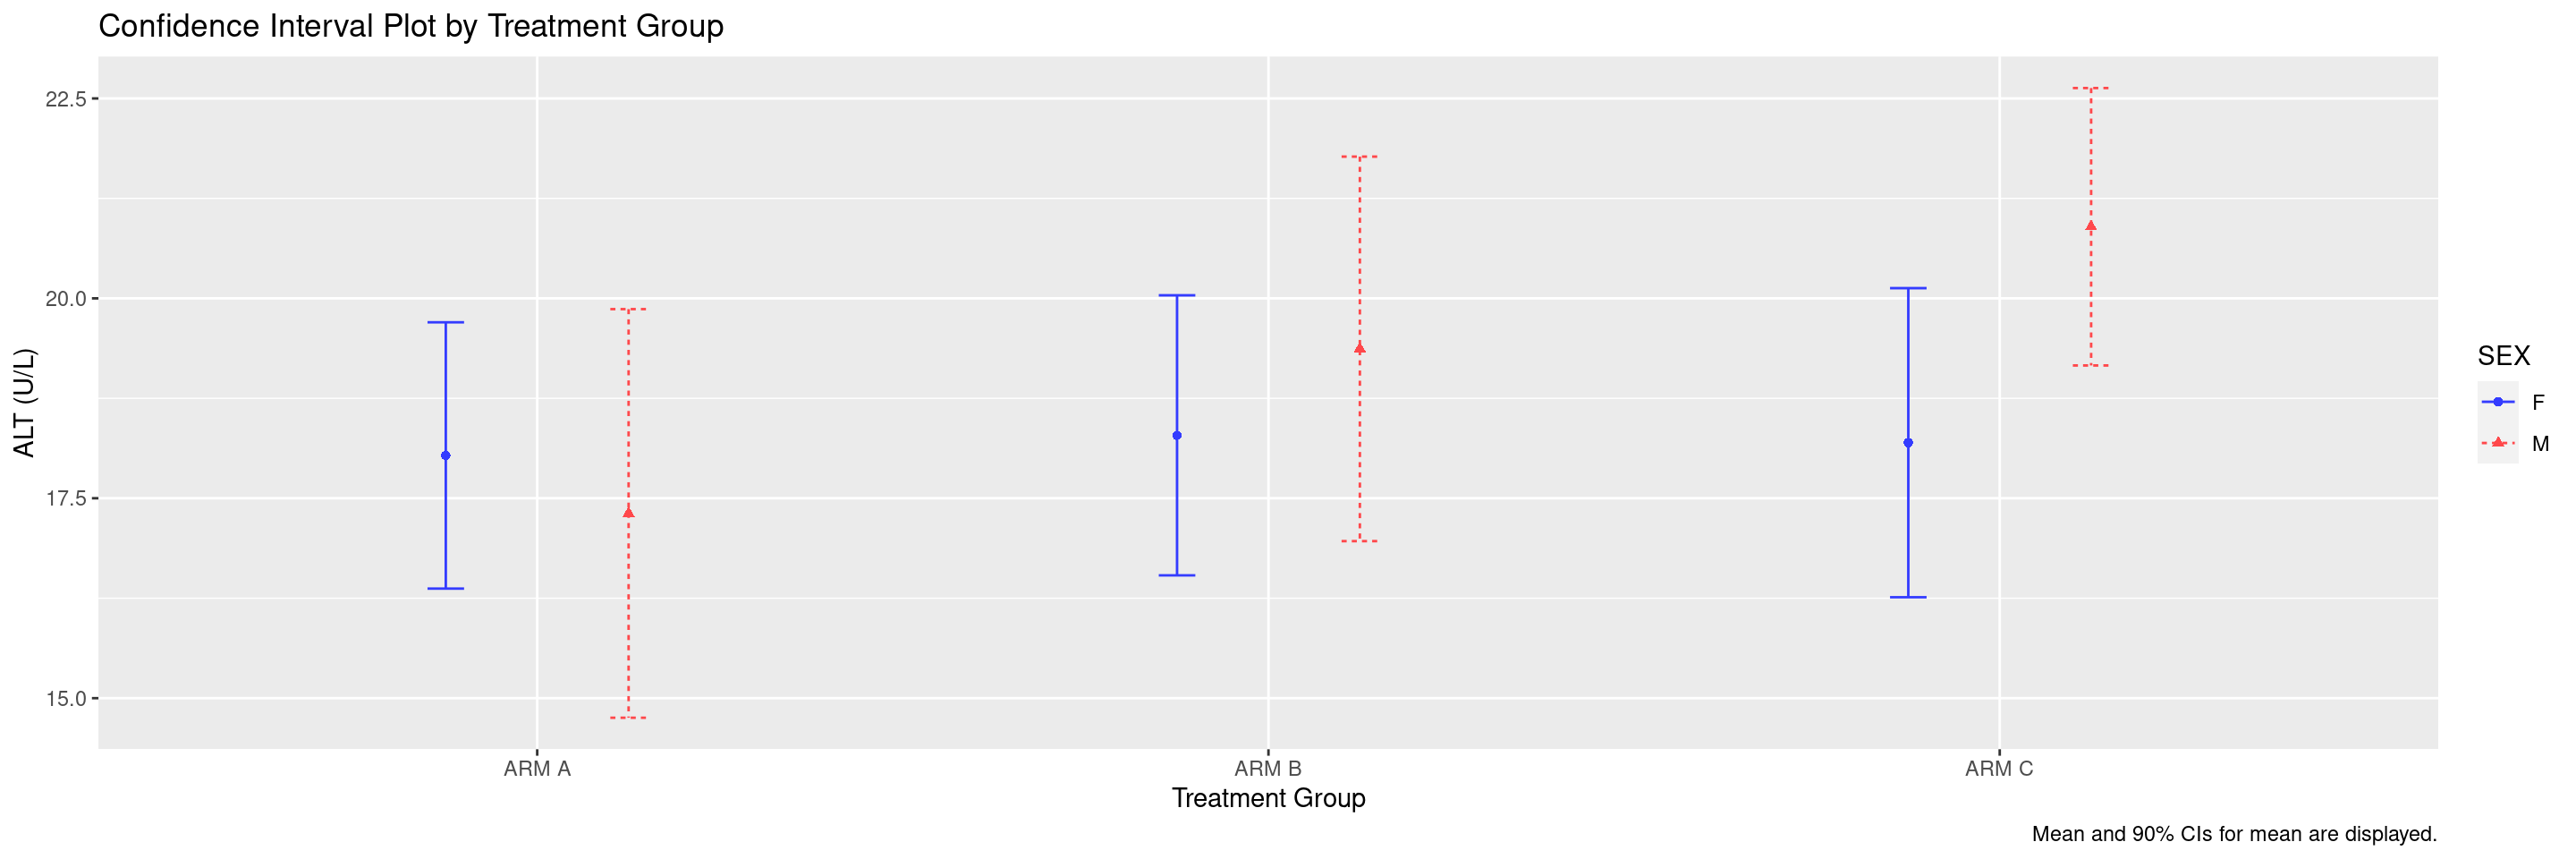 Confidence Interval Plot by Treatment Group
22.5
20.0
17.5
15.0
ALT (U/L)
ARM A
ARM B
ARM C
Treatment Group
SEX
F
M
Mean and 90% CIs for mean are displayed.